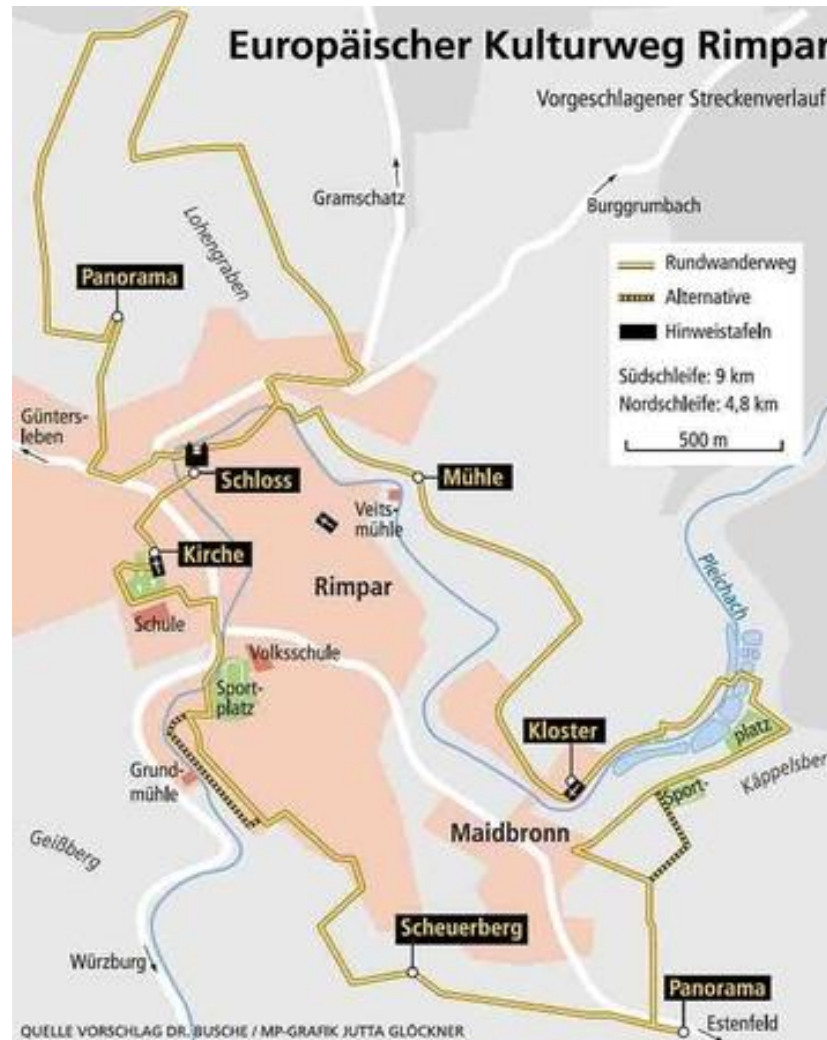 Europäischer Kulturweg Rimpar
Vorgeschlagener Streckenverlauf
Gramschatz
Burggrumbach
Lohengraben
Panorama
Rundwanderweg
Alternative
Hinweistafeln
Südschleife: 9 km
Nordschleife: 4,8 km
500 m
Günters-
leben
Schloss
Mühle
Veits-
mühle
Kirche
Rimpar
Pleichach
Schule
Volksschule
Sport-
platz
Kloster
platz
Sport-
Käppelsber
Grund-
mühle
Maidbronn
Geißberg
Scheuerberg
Würzburg
Panorama
Estenfeld
QUELLE VORSCHLAG DR. BUSCHE / MP-GRAFIK JUTTA GLÖCKNER